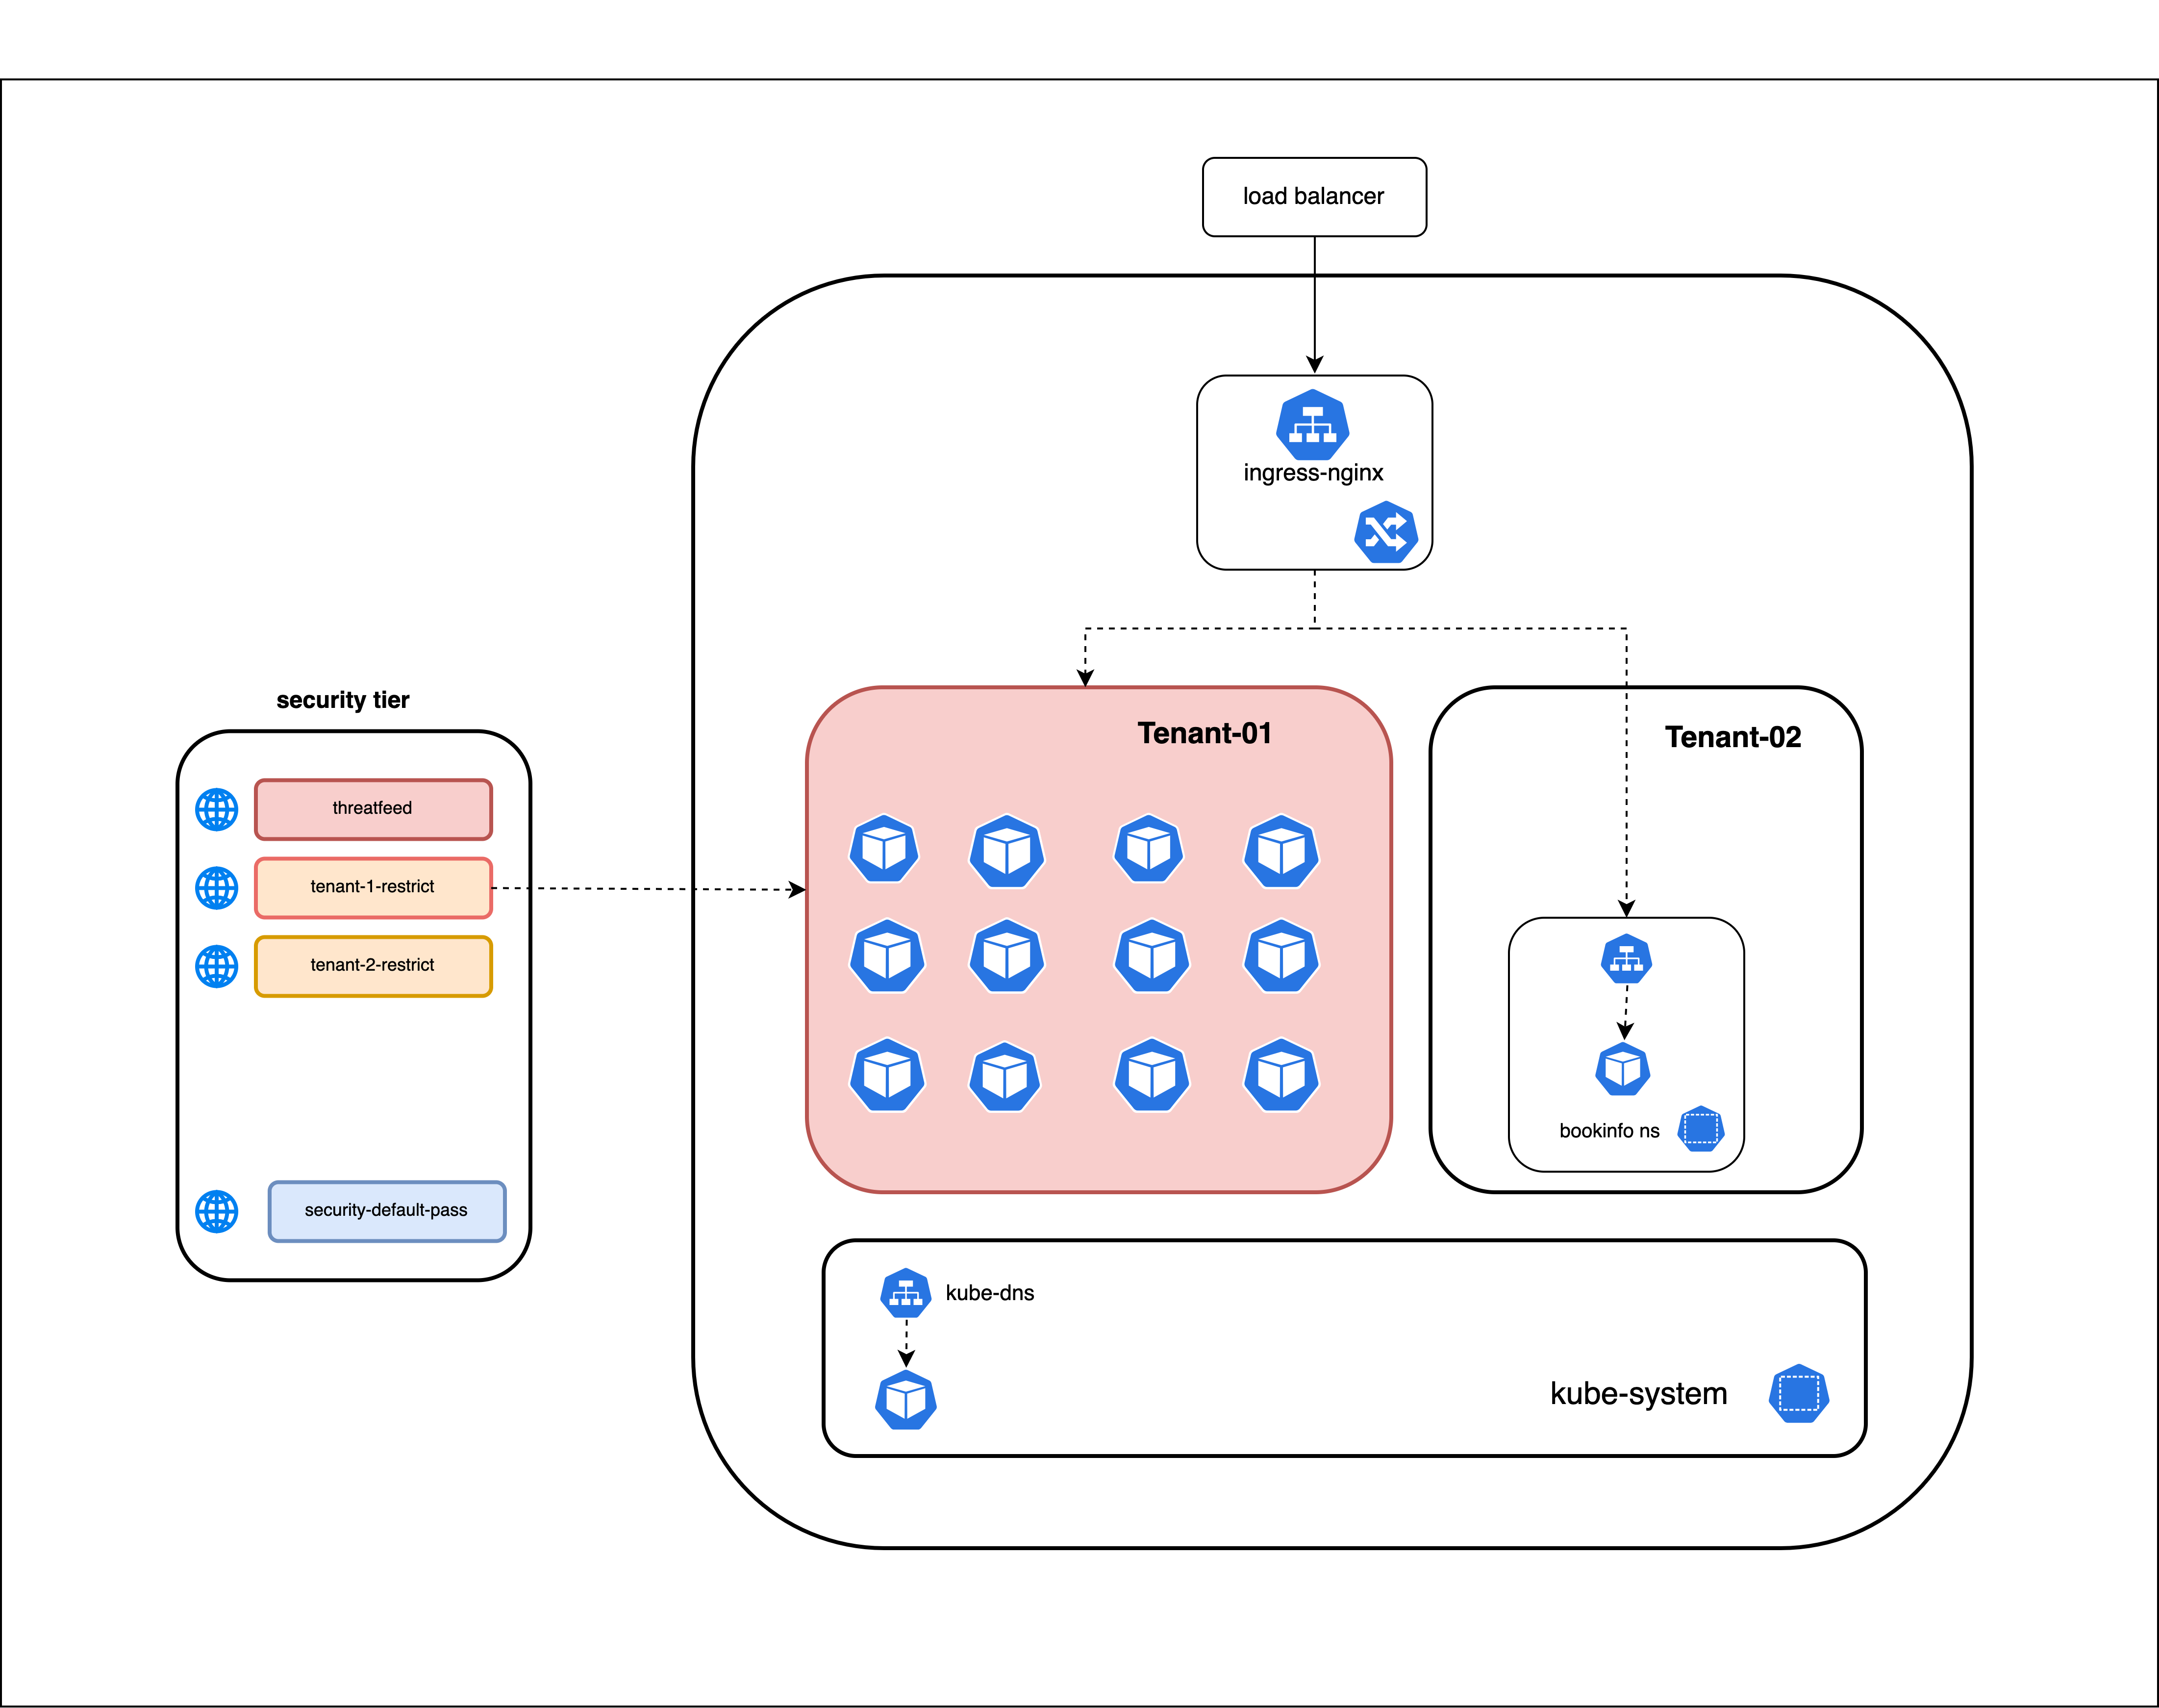 load balancer
ingress-nginx
security tier
threatfeed
tenant-1-restrict
tenant-2-restrict
security-default-pass
Tenant-01
Tenant-02
bookinfo ns
kube-dns
kube-system